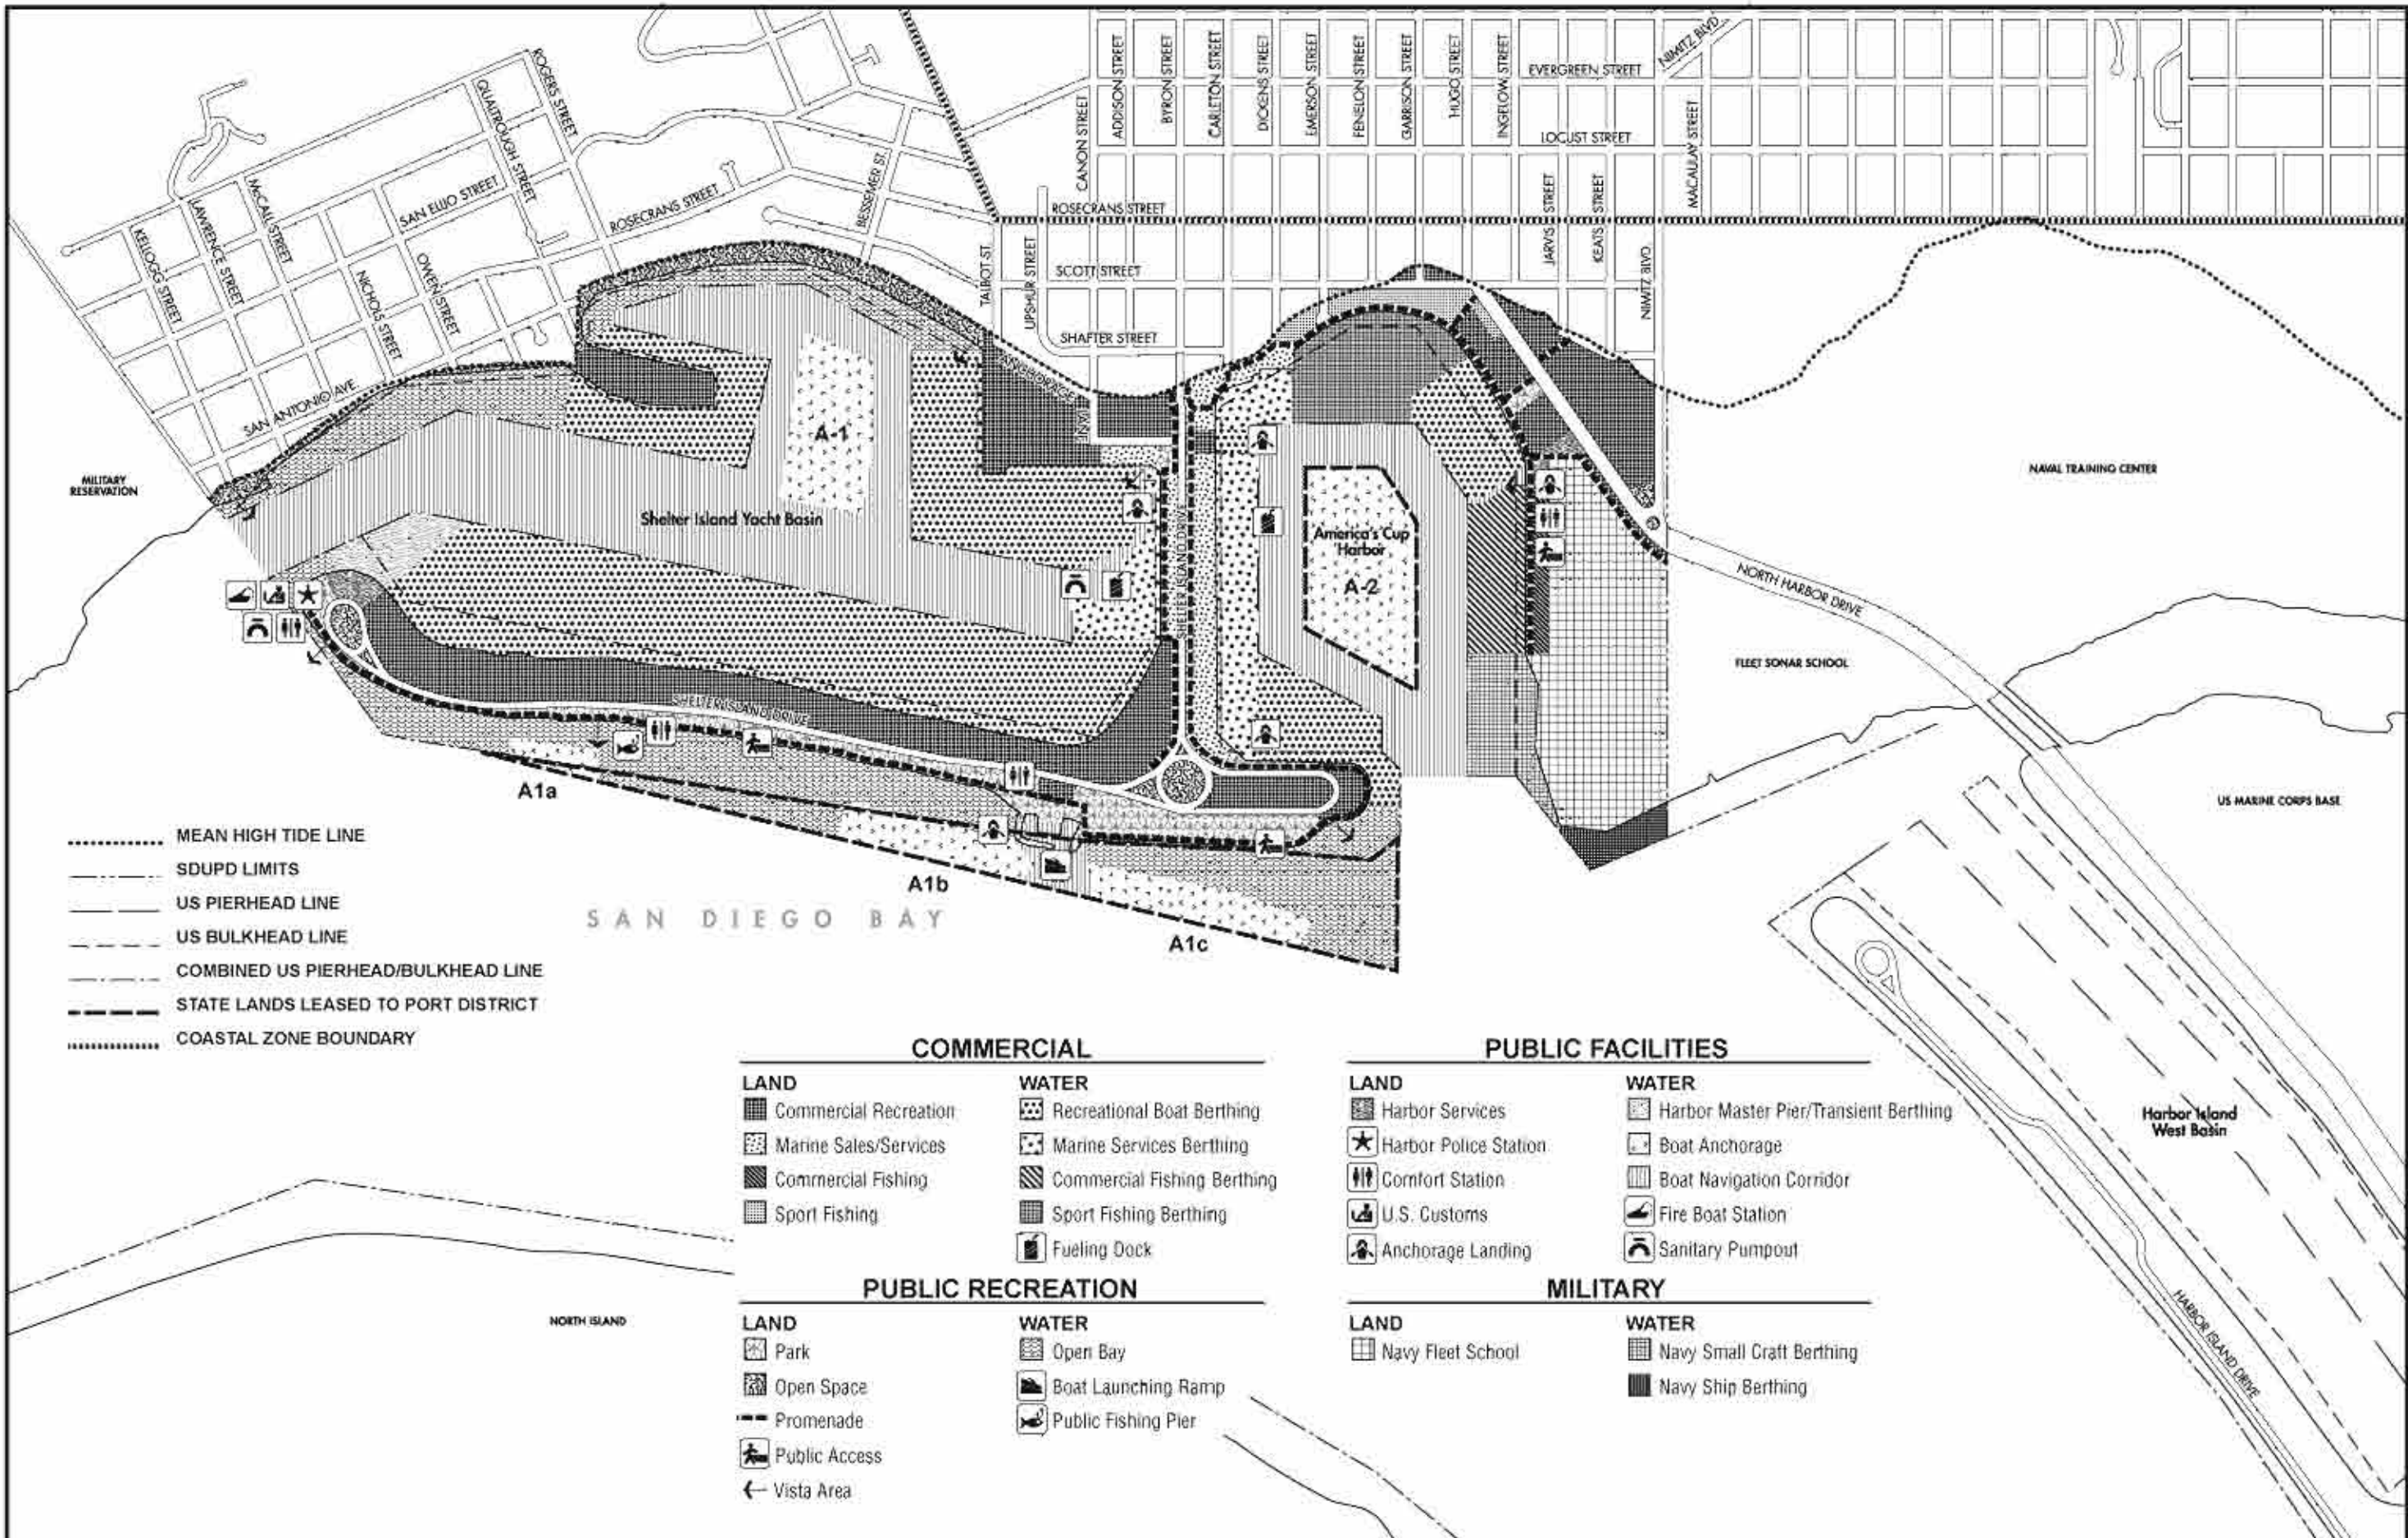 ROGERS STREET
QUALTROUGH STREET
McCALL STREET
LAWRENCE STREET
KELLOGG STREET
SAN ELIJO STREET
NICHOLS STREET
OWEN STREET
ROSECRANS STREET
BESSEMER ST.
SAN ANTONIO AVE
TALBOT ST
UPSHUR STREET
CANON STREET
ADDISON STREET
BYRON STREET
CARLETON STREET
DICKENS STREET
EMERSON STREET
FENELON STREET
GARRISON STREET
HUGO STREET
INGELOW STREET
EVERGREEN STREET
NIMITZ BLVD
LOCUST STREET
JARVIS STREET
KEATS STREET
MACAULAY STREET
ROSECRANS STREET
SCOTT STREET
SHAFTER STREET
NIMITZ BLVD.
ANCHORAGE
LANE
MILITARY
RESERVATION
A-1
Shelter Island Yacht Basin
SHELTER ISLAND DRIVE
America's Cup
Harbor
A-2
NAVAL TRAINING CENTER
NORTH HARBOR DRIVE
FLEET SONAR SCHOOL
US MARINE CORPS BASE
SHELTER ISLAND DRIVE
A1a
A1b
A1c
SAN DIEGO BAY
MEAN HIGH TIDE LINE
SDUPD LIMITS
US PIERHEAD LINE
US BULKHEAD LINE
COMBINED US PIERHEAD/BULKHEAD LINE
STATE LANDS LEASED TO PORT DISTRICT
COASTAL ZONE BOUNDARY
NORTH ISLAND
Harbor Island
West Basin
HARBOR ISLAND DRIVE
COMMERCIAL
LAND
Commercial Recreation
Marine Sales/Services
Commercial Fishing
Sport Fishing
WATER
Recreational Boat Berthing
Marine Services Berthing
Commercial Fishing Berthing
Sport Fishing Berthing
Fueling Dock
PUBLIC FACILITIES
LAND
Harbor Services
Harbor Police Station
Comfort Station
U.S. Customs
Anchorage Landing
WATER
Harbor Master Pier/Transient Berthing
Boat Anchorage
Boat Navigation Corridor
Fire Boat Station
Sanitary Pumpout
PUBLIC RECREATION
LAND
Park
Open Space
Promenade
Public Access
Vista Area
WATER
Open Bay
Boat Launching Ramp
Public Fishing Pier
MILITARY
LAND
Navy Fleet School
WATER
Navy Small Craft Berthing
Navy Ship Berthing